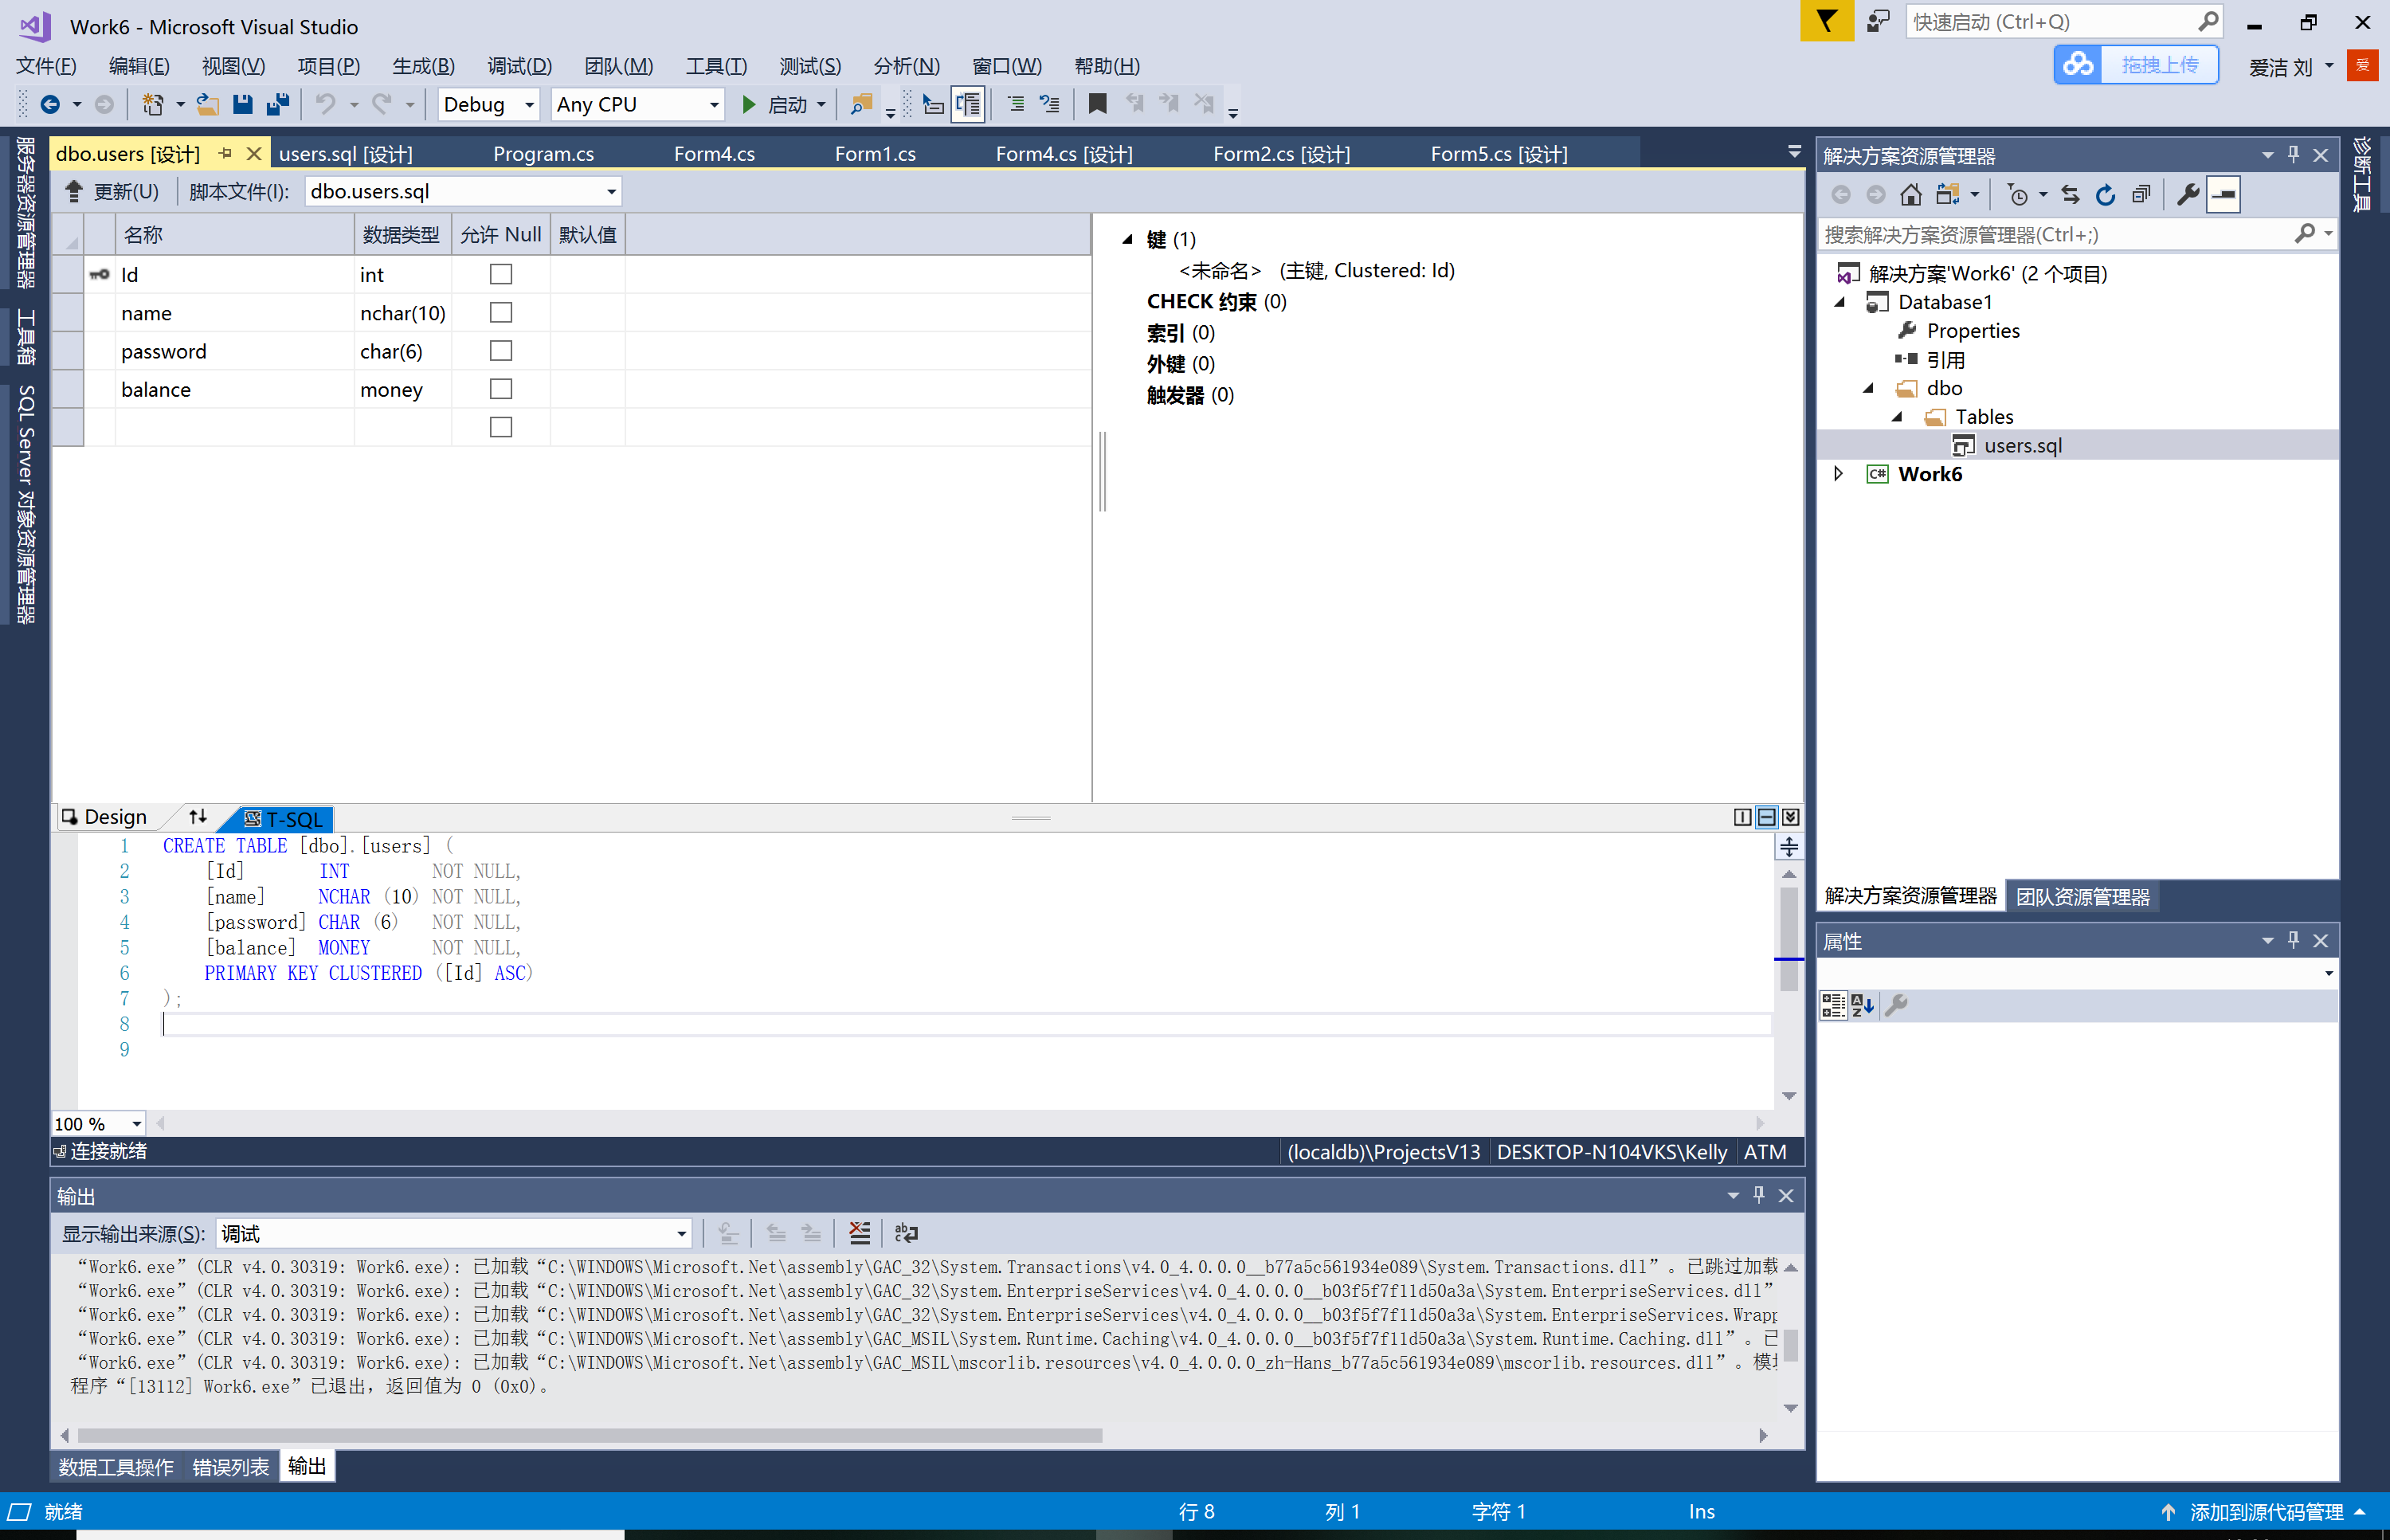 Work6 - Microsoft Visual Studio
快速启动 (Ctrl+Q)
文件(F) 编辑(E) 视图(V) 项目(P) 生成(B) 调试(D) 团队(M) 工具(T) 测试(S) 分析(N) 窗口(W) 帮助(H)
拖拽上传
爱洁 刘
爱
Debug
Any CPU
启动
服务器资源管理器
工具箱
SQL Server 对象资源管理器
dbo.users [设计] users.sql [设计] Program.cs Form4.cs Form1.cs Form4.cs [设计] Form2.cs [设计] Form5.cs [设计]
更新(U) 脚本文件(I): dbo.users.sql
名称 数据类型 允许 Null 默认值
Id int
name nchar(10)
password char(6)
balance money
键 (1)
<未命名> (主键, Clustered: Id)
CHECK 约束 (0)
索引 (0)
外键 (0)
触发器 (0)
Design T-SQL
1 CREATE TABLE [dbo].[users] (
2 [Id] INT NOT NULL,
3 [name] NCHAR (10) NOT NULL,
4 [password] CHAR (6) NOT NULL,
5 [balance] MONEY NOT NULL,
6 PRIMARY KEY CLUSTERED ([Id] ASC)
7 );
8
9
100 %
连接就绪 (localdb)\ProjectsV13 DESKTOP-N104VKS\Kelly ATM
输出
显示输出来源(S): 调试
“Work6.exe”(CLR v4.0.30319: Work6.exe): 已加载“C:\WINDOWS\Microsoft.Net\assembly\GAC_32\System.Transactions\v4.0_4.0.0.0__b77a5c561934e089\System.Transactions.dll”。已跳过加载
“Work6.exe”(CLR v4.0.30319: Work6.exe): 已加载“C:\WINDOWS\Microsoft.Net\assembly\GAC_32\System.EnterpriseServices\v4.0_4.0.0.0__b03f5f7f11d50a3a\System.EnterpriseServices.dll”
“Work6.exe”(CLR v4.0.30319: Work6.exe): 已加载“C:\WINDOWS\Microsoft.Net\assembly\GAC_32\System.EnterpriseServices\v4.0_4.0.0.0__b03f5f7f11d50a3a\System.EnterpriseServices.Wrapp
“Work6.exe”(CLR v4.0.30319: Work6.exe): 已加载“C:\WINDOWS\Microsoft.Net\assembly\GAC_MSIL\System.Runtime.Caching\v4.0_4.0.0.0__b03f5f7f11d50a3a\System.Runtime.Caching.dll”。已
“Work6.exe”(CLR v4.0.30319: Work6.exe): 已加载“C:\WINDOWS\Microsoft.Net\assembly\GAC_MSIL\mscorlib.resources\v4.0_4.0.0.0_zh-Hans_b77a5c561934e089\mscorlib.resources.dll”。模
程序“[13112] Work6.exe”已退出，返回值为 0 (0x0)。
数据工具操作 错误列表 输出
解决方案资源管理器
搜索解决方案资源管理器(Ctrl+;)
解决方案'Work6' (2 个项目)
Database1
Properties
引用
dbo
Tables
users.sql
C# Work6
解决方案资源管理器 团队资源管理器
属性
诊断工具
就绪 行 8 列 1 字符 1 Ins 添加到源代码管理